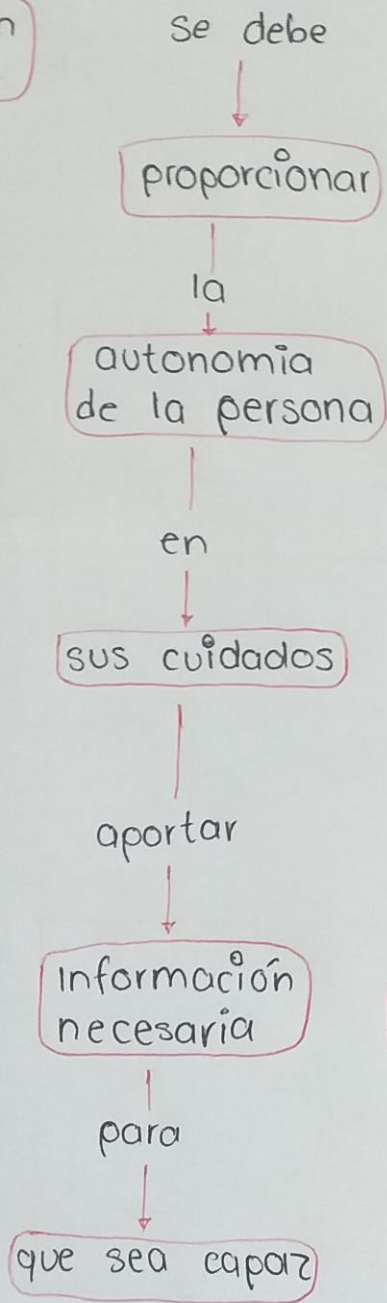 n
se debe
proporcionar
la
autonomia
de la persona
en
sus cuidados
aportar
información
necesaria
para
que sea capaz